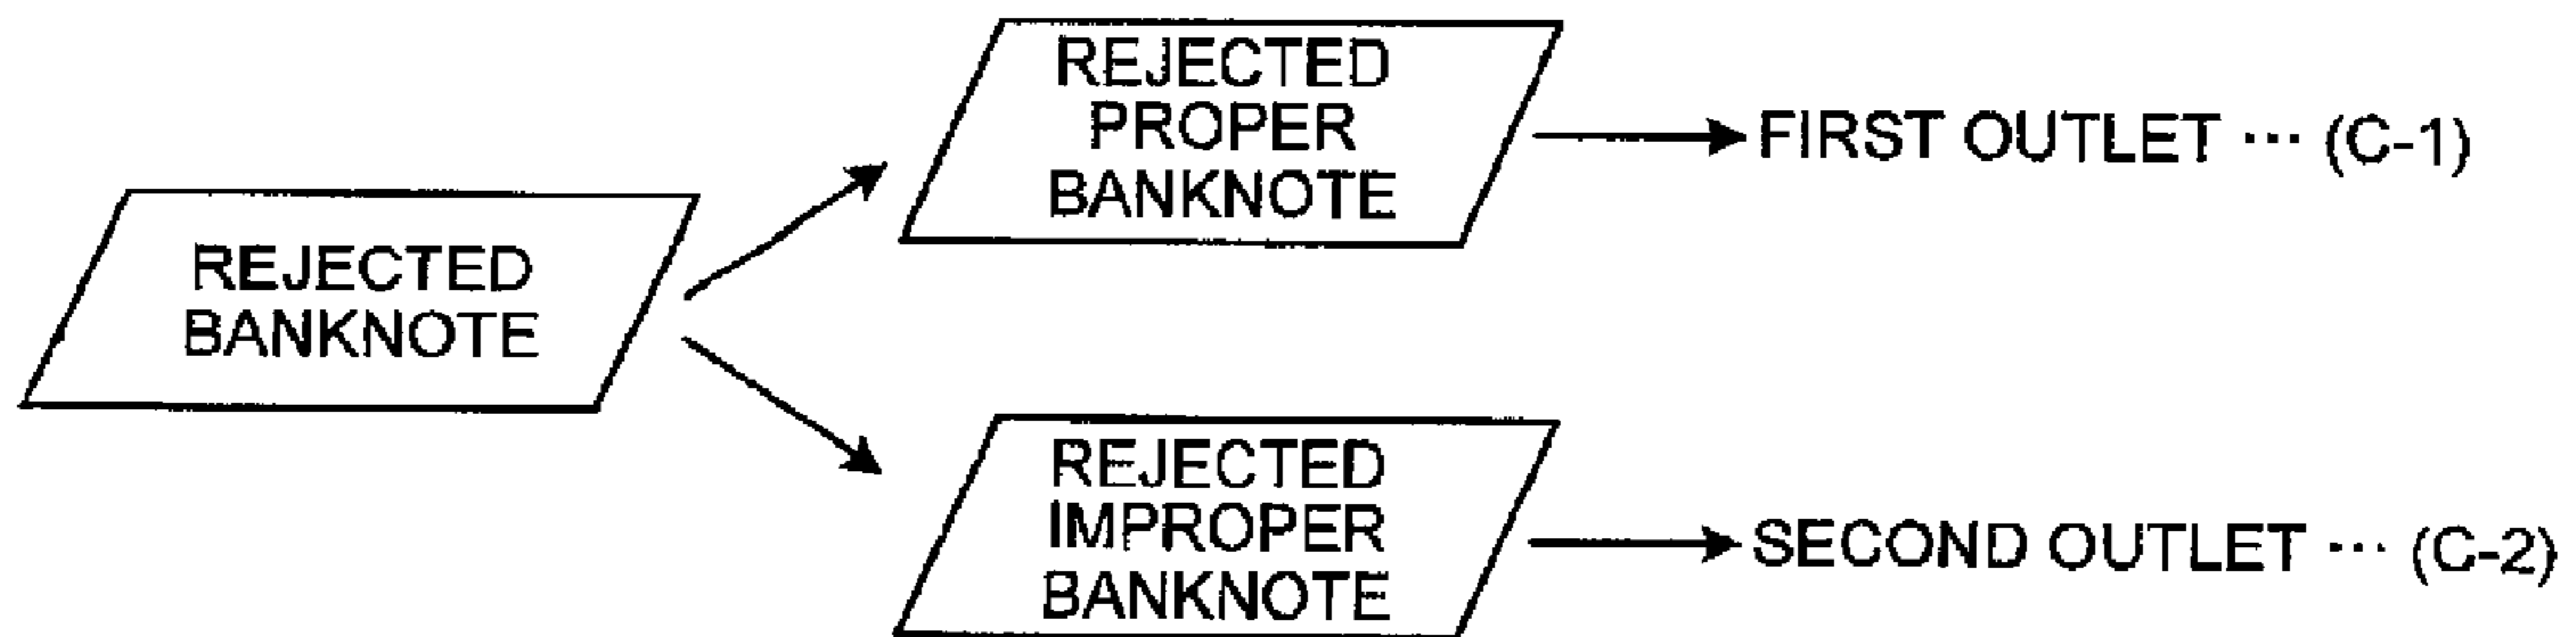 REJECTED
BANKNOTE
REJECTED
PROPER
BANKNOTE
FIRST OUTLET ··· (C-1)
REJECTED
IMPROPER
BANKNOTE
SECOND OUTLET ··· (C-2)